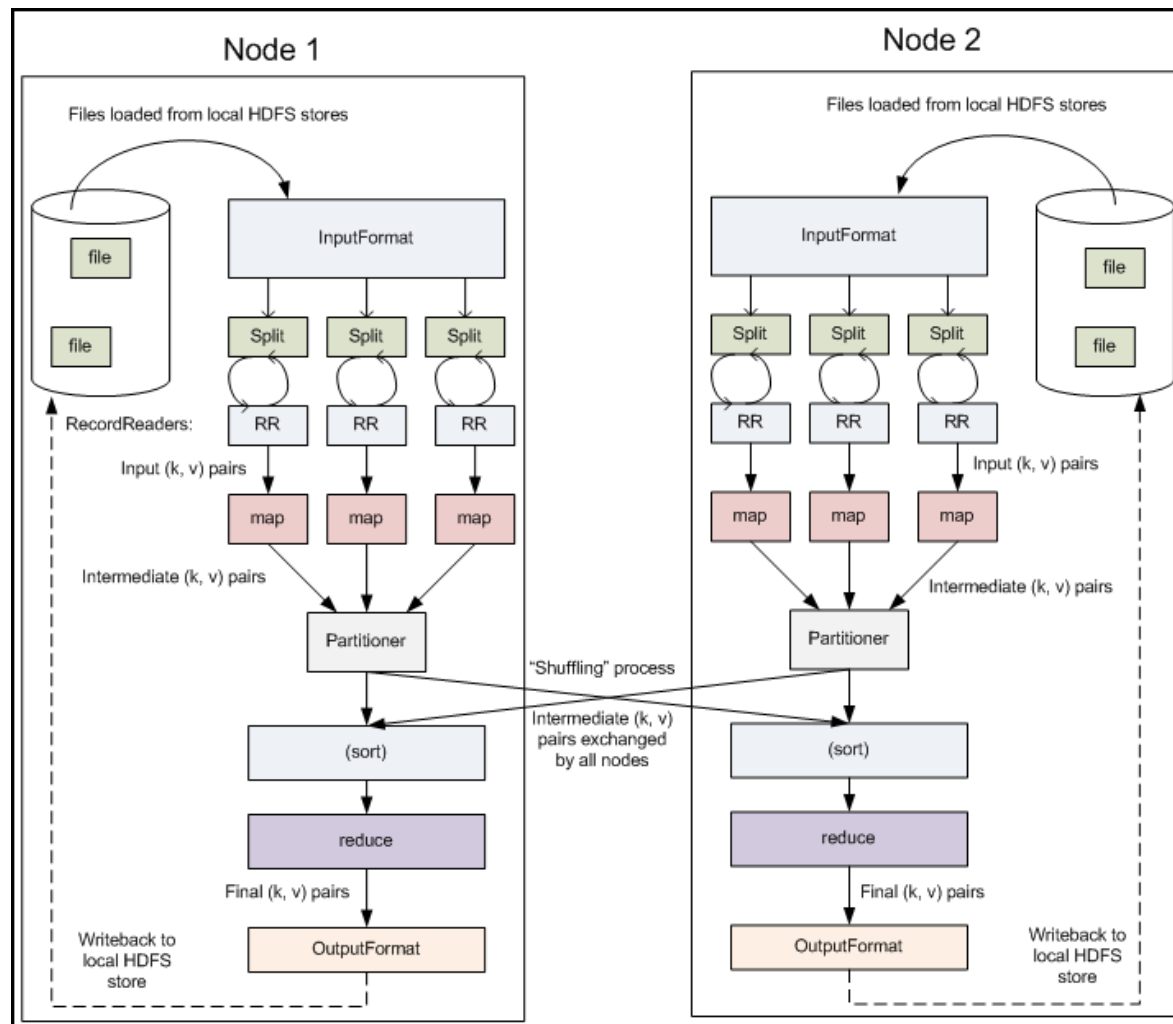 Node 1
Files loaded from local HDFS stores
file
file
InputFormat
Split Split Split
RecordReaders:
RR RR RR
Input (k, v) pairs
map map map
Intermediate (k, v) pairs
Partitioner
(sort)
reduce
Final (k, v) pairs
OutputFormat
Writeback to
local HDFS
store
“Shuffling” process
Intermediate (k, v)
pairs exchanged
by all nodes
Node 2
Files loaded from local HDFS stores
InputFormat
file
file
Split Split Split
RR RR RR
Input (k, v) pairs
map map map
Intermediate (k, v) pairs
Partitioner
(sort)
reduce
Final (k, v) pairs
OutputFormat
Writeback to
local HDFS
store